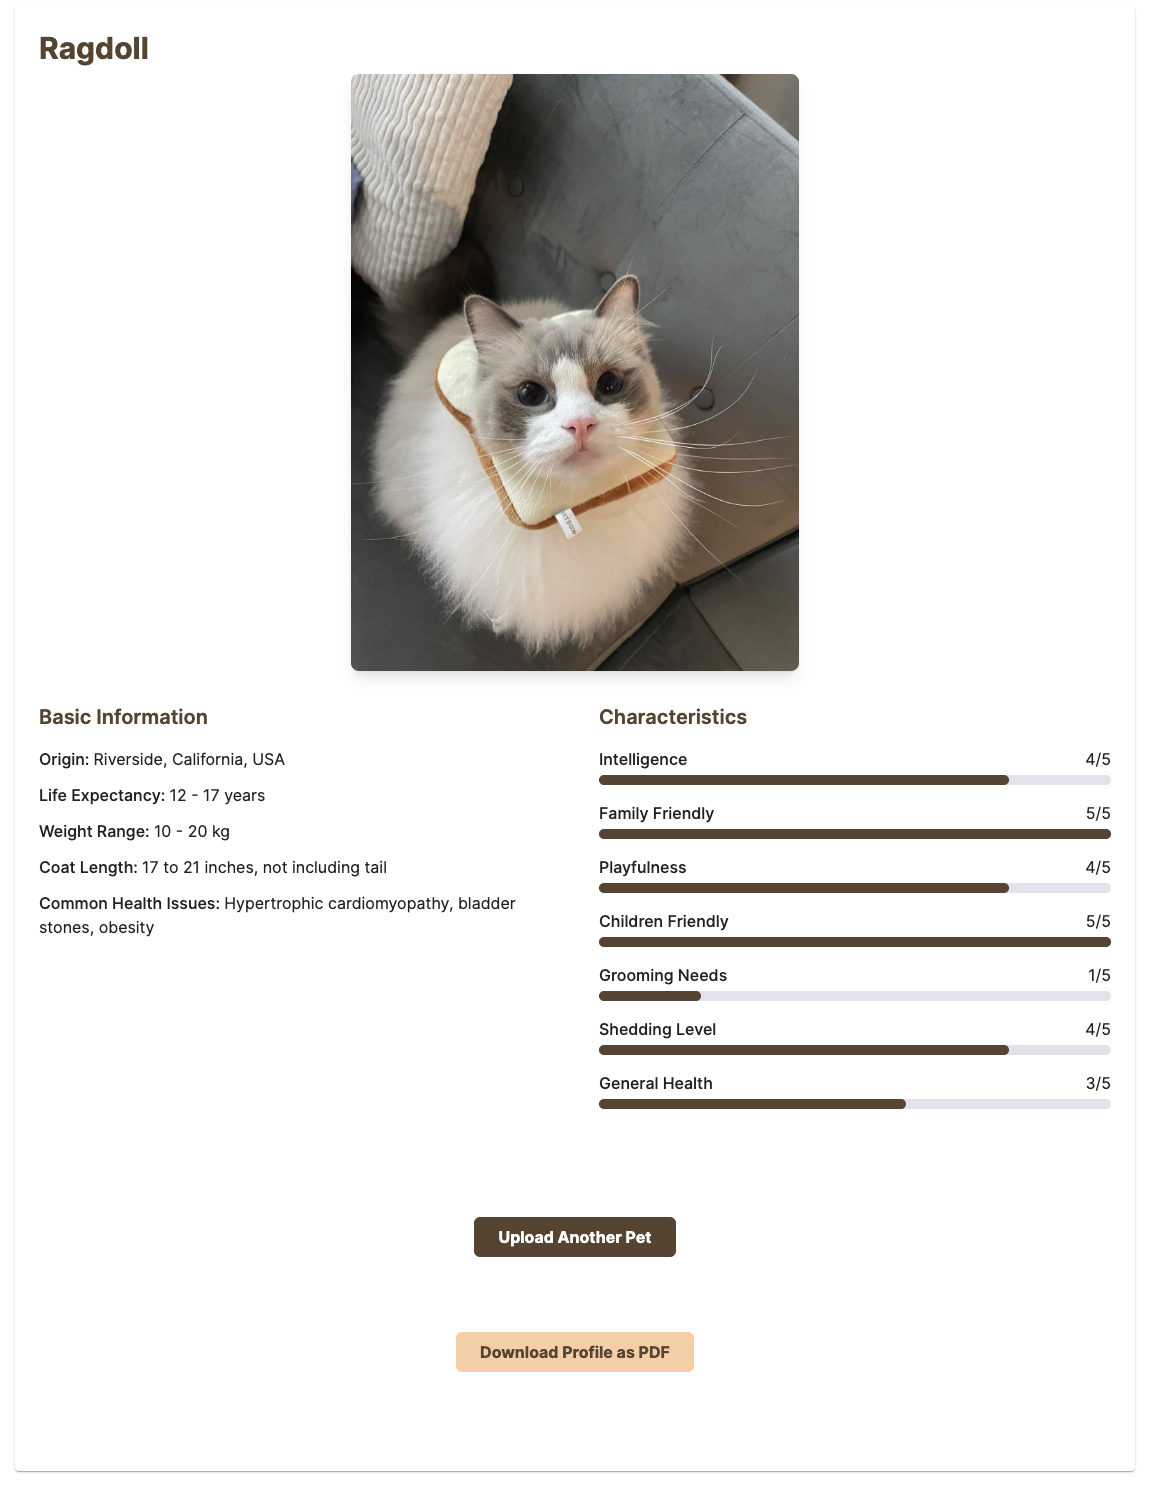 Ragdoll
Basic Information
Origin: Riverside, California, USA
Life Expectancy: 12 - 17 years
Weight Range: 10 - 20 kg
Coat Length: 17 to 21 inches, not including tail
Common Health Issues: Hypertrophic cardiomyopathy, bladder
stones, obesity
Characteristics
Intelligence 4/5
Family Friendly 5/5
Playfulness 4/5
Children Friendly 5/5
Grooming Needs 1/5
Shedding Level 4/5
General Health 3/5
Upload Another Pet
Download Profile as PDF